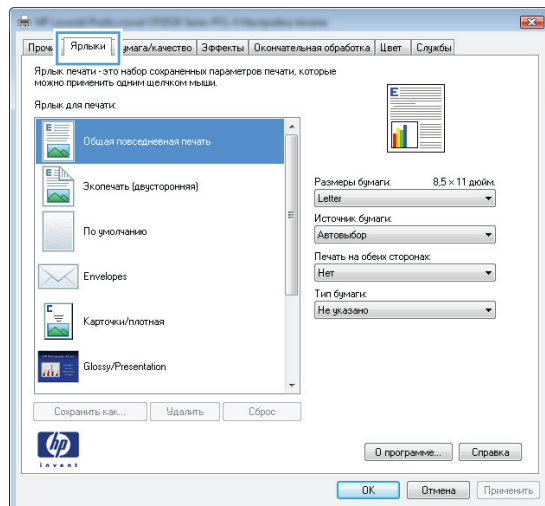 Ярлыки
Бумага/качество Эффекты Окончательная обработка Цвет Службы
Ярлык печати - это набор сохраненных параметров печати, которые
можно применить одним щелчком мыши.
Ярлык для печати:
Общая повседневная печать
Экопечать (двусторонняя)
По умолчанию
Envelopes
Карточки/плотная
Glossy/Presentation
Сохранить как... Удалить Сброс
Размеры бумаги: 8,5 × 11 дюйм.
Letter
Источник бумаги:
Автовыбор
Печать на обеих сторонах:
Нет
Тип бумаги:
Не указано
hp
invent
О программе... Справка
OK Отмена Применить